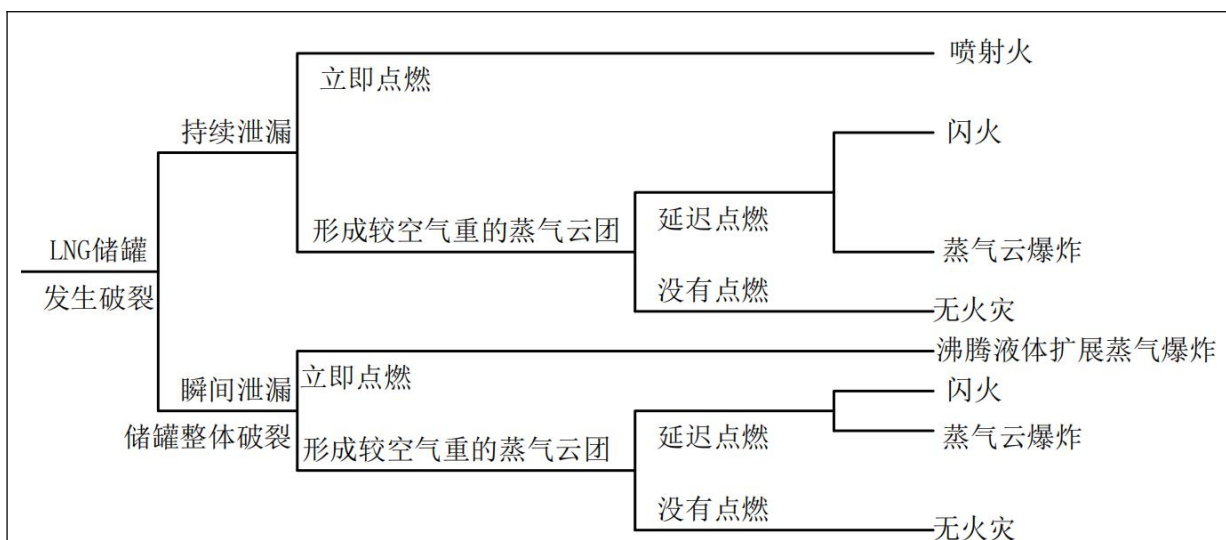 喷射火
立即点燃
持续泄漏
闪火
形成较空气重的蒸气云团
延迟点燃
LNG储罐
蒸气云爆炸
发生破裂
没有点燃
无火灾
沸腾液体扩展蒸气爆炸
瞬间泄漏
立即点燃
闪火
储罐整体破裂
形成较空气重的蒸气云团
延迟点燃
蒸气云爆炸
没有点燃
无火灾